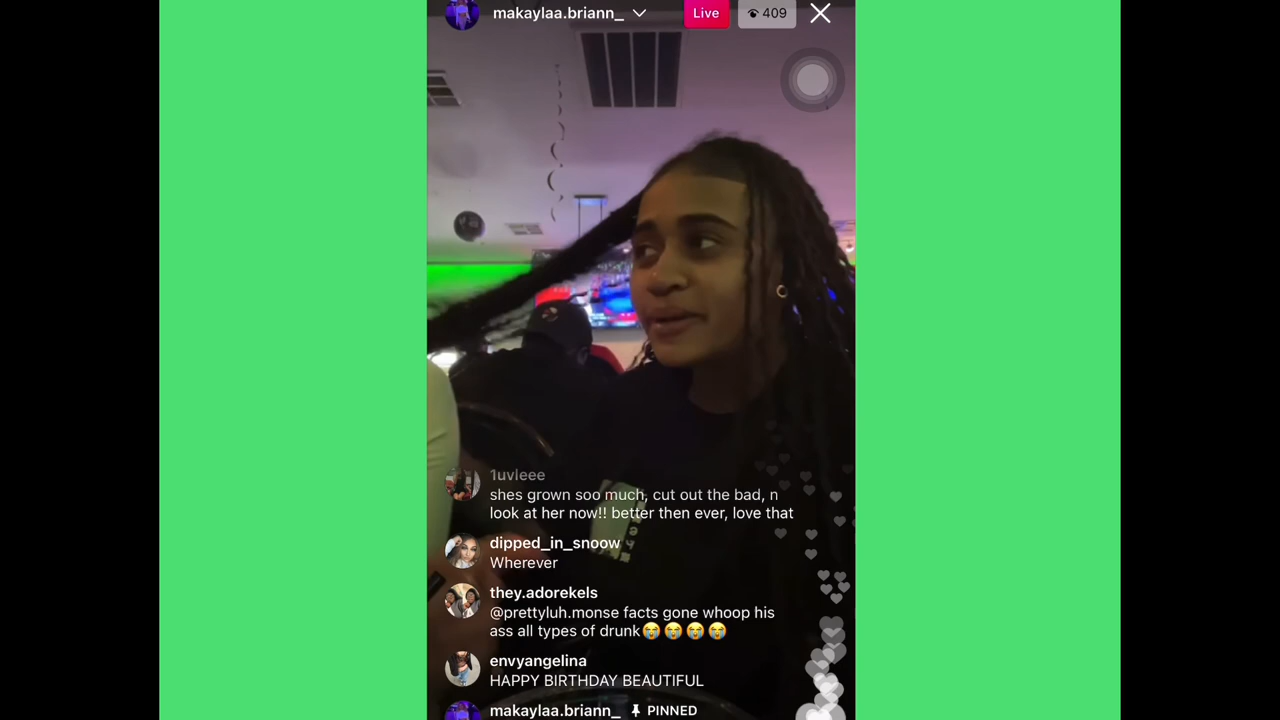 makaylaa.briann_
Live
409
1uvleee
shes grown soo much, cut out the bad, n
look at her now!! better then ever, love that
dipped_in_snoow
Wherever
they.adorekels
@prettyluh.monse facts gone whoop his
ass all types of drunk😭😭😭😭
envyangelina
HAPPY BIRTHDAY BEAUTIFUL
makaylaa.briann_ PINNED